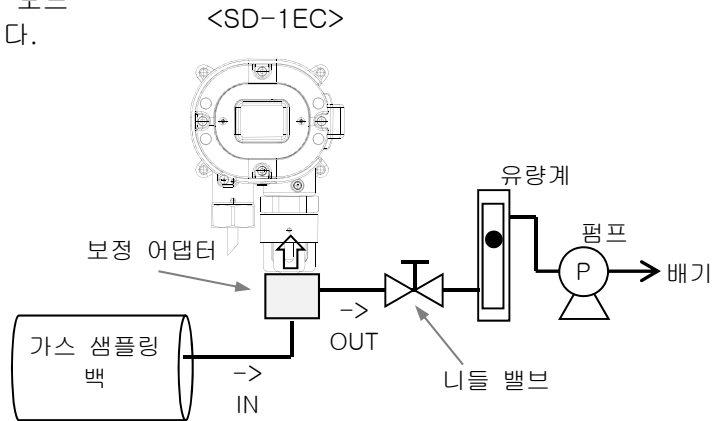 다.
<SD-1EC>
유량계
펌프
보정 어댑터
P
배기
->
OUT
가스 샘플링
백
->
IN
니들 밸브